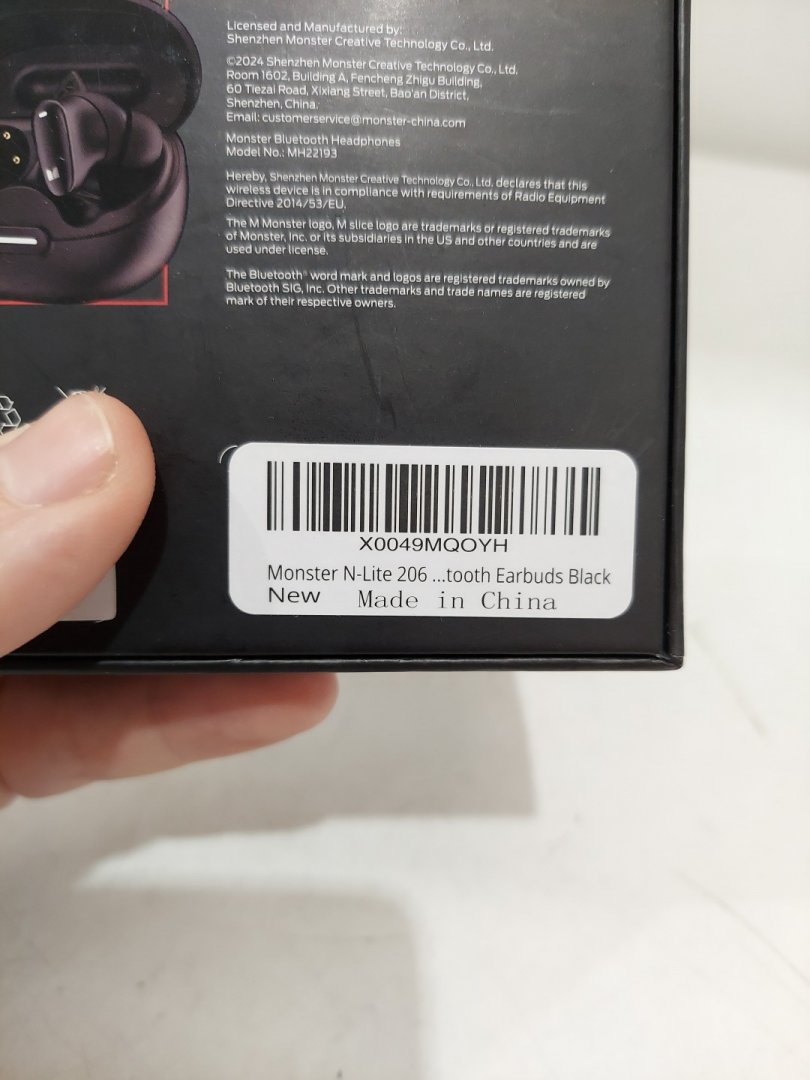 Licensed and Manufactured by:
Shenzhen Monster Creative Technology Co., Ltd.
©2024 Shenzhen Monster Creative Technology Co., Ltd.
Room 1602, Building A, Fencheng Zhigu Building,
60 Tiezai Road, Xixiang Street, Bao'an District,
Shenzhen, China.
Email: customerservice@monster-china.com
Monster Bluetooth Headphones
Model No.: MH22193
Hereby, Shenzhen Monster Creative Technology Co., Ltd. declares that this
wireless device is in compliance with requirements of Radio Equipment
Directive 2014/53/EU.
The M Monster logo, M slice logo are trademarks or registered trademarks
of Monster, Inc. or its subsidiaries in the US and other countries and are
used under license.
The Bluetooth® word mark and logos are registered trademarks owned by
Bluetooth SIG, Inc. Other trademarks and trade names are registered
mark of their respective owners.
X0049MQOYH
Monster N-Lite 206 ...tooth Earbuds Black
New Made in China